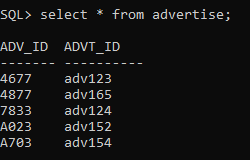 SQL> select * from advertise;
ADV_ID ADVT_ID
------- ----------
4677 adv123
4877 adv165
7833 adv124
A023 adv152
A703 adv154